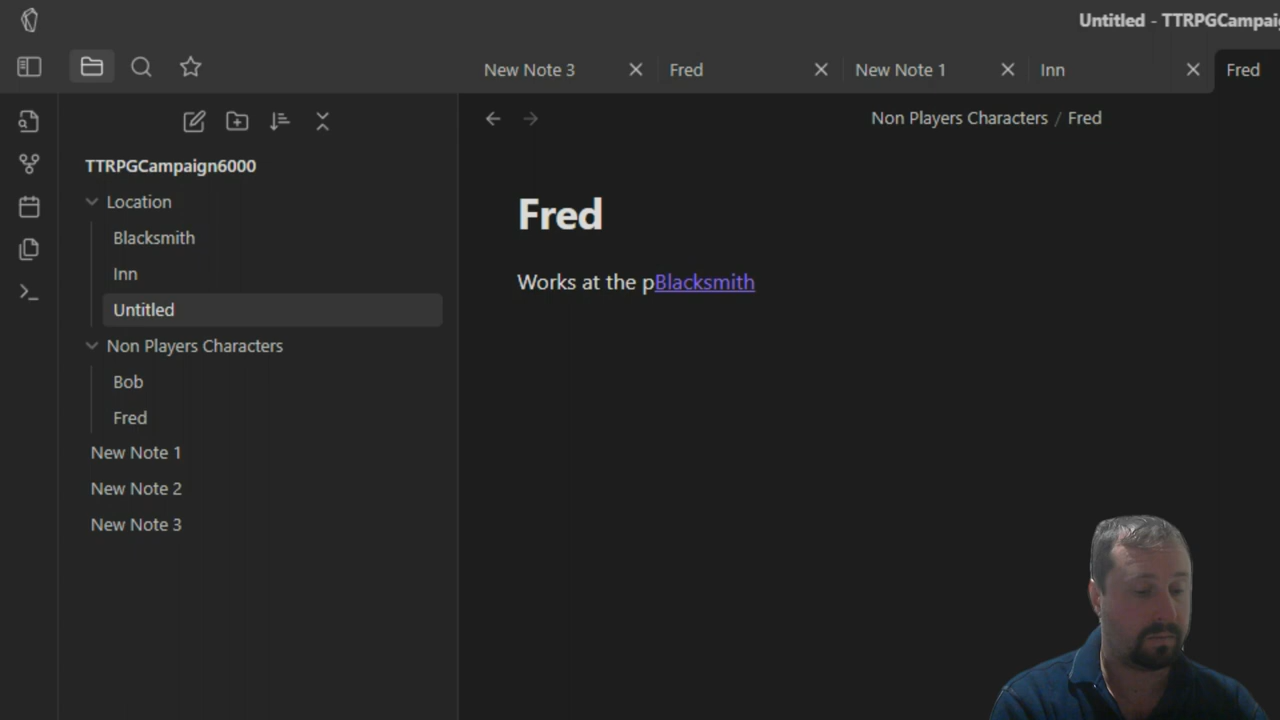 Untitled - TTRPGCampai
New Note 3
Fred
New Note 1
Inn
Fred
Non Players Characters / Fred
TTRPGCampaign6000
Location
Blacksmith
Inn
Untitled
Non Players Characters
Bob
Fred
New Note 1
New Note 2
New Note 3
Fred
Works at the pBlacksmith